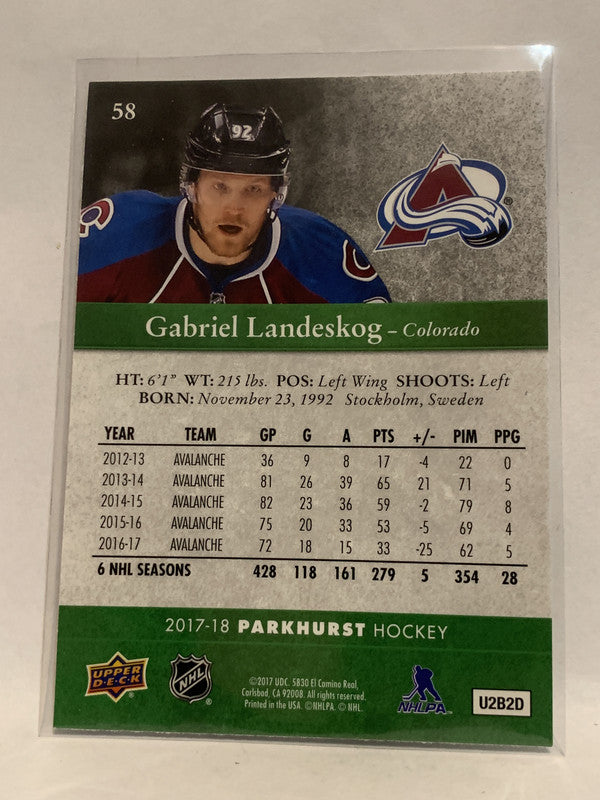 58
92
®
Gabriel Landeskog – Colorado
HT: 6'1" WT: 215 lbs. POS: Left Wing SHOOTS: Left
BORN: November 23, 1992 Stockholm, Sweden
YEAR TEAM GP G A PTS +/- PIM PPG
2012-13 AVALANCHE 36 9 8 17 -4 22 0
2013-14 AVALANCHE 81 26 39 65 21 71 5
2014-15 AVALANCHE 82 23 36 59 -2 79 8
2015-16 AVALANCHE 75 20 33 53 -5 69 4
2016-17 AVALANCHE 72 18 15 33 -25 62 5
6 NHL SEASONS 428 118 161 279 5 354 28
2017-18 PARKHURST HOCKEY
UPPER DECK
NHL
©2017 UDC. 5830 El Camino Real,
Carlsbad, CA 92008. All rights reserved.
Printed in the USA. ©NHLPA. © NHL.
NHLPA
U2B2D